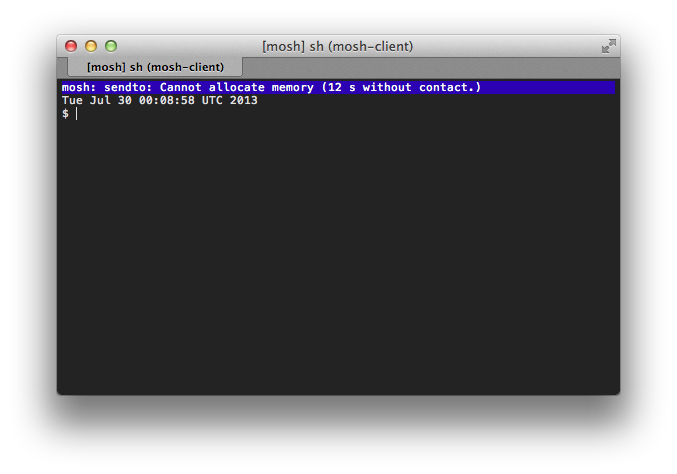 [mosh] sh (mosh-client)
[mosh] sh (mosh-client)
mosh: sendto: Cannot allocate memory (12 s without contact.)
Tue Jul 30 00:08:58 UTC 2013
$